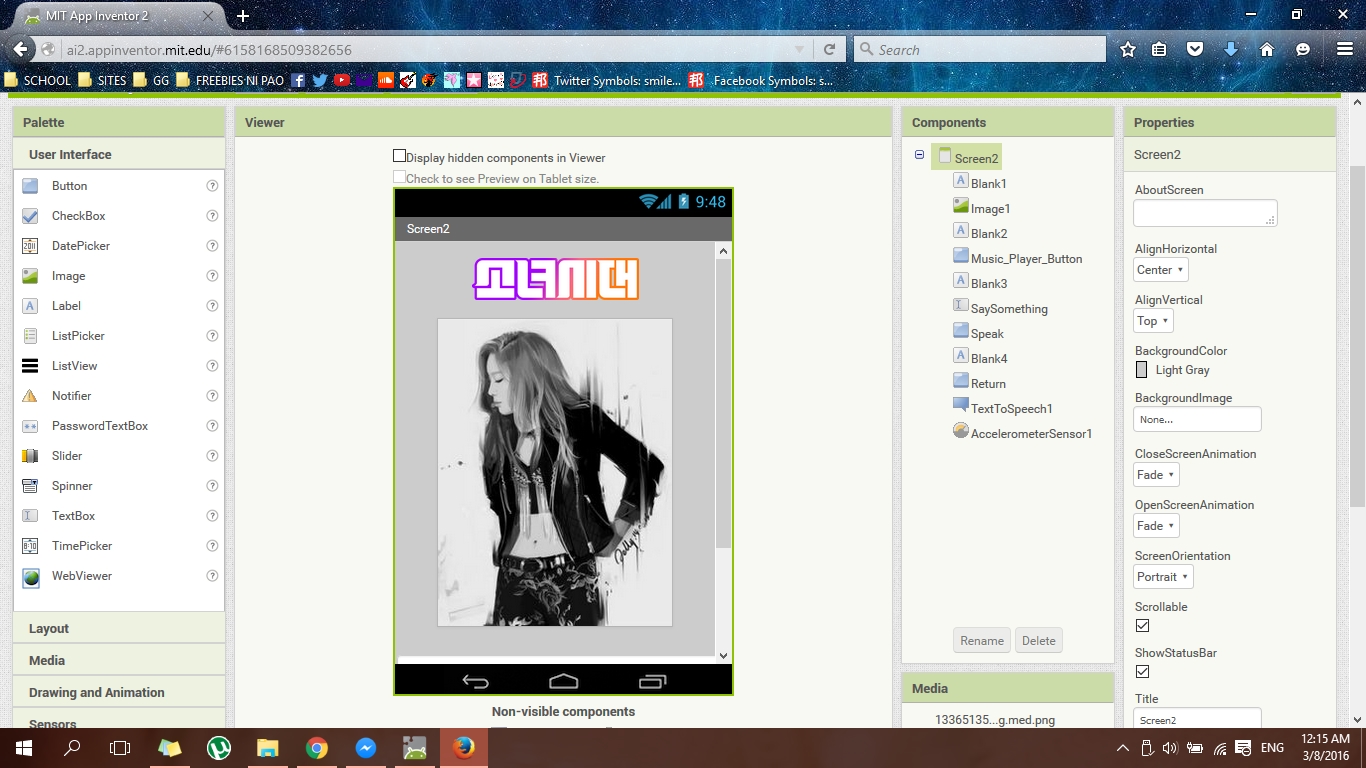 MIT App Inventor 2
ai2.appinventor.mit.edu/#6158168509382656
Search
SCHOOL SITES GG FREEBIES NI PAO Twitter Symbols: smile... Facebook Symbols: s...
Palette
User Interface
Button
CheckBox
DatePicker
Image
Label
ListPicker
ListView
Notifier
PasswordTextBox
Slider
Spinner
TextBox
TimePicker
WebViewer
Layout
Media
Drawing and Animation
Sensors
Viewer
Display hidden components in Viewer
Check to see Preview on Tablet size.
9:48
Screen2
소녀시대
Non-visible components
Components
Screen2
Blank1
Image1
Blank2
Music_Player_Button
Blank3
SaySomething
Speak
Blank4
Return
TextToSpeech1
AccelerometerSensor1
Rename Delete
Media
13365135...g.med.png
Properties
Screen2
AboutScreen
AlignHorizontal
Center
AlignVertical
Top
BackgroundColor
Light Gray
BackgroundImage
None...
CloseScreenAnimation
Fade
OpenScreenAnimation
Fade
ScreenOrientation
Portrait
Scrollable
ShowStatusBar
Title
Screen2
ENG
12:15 AM
3/8/2016